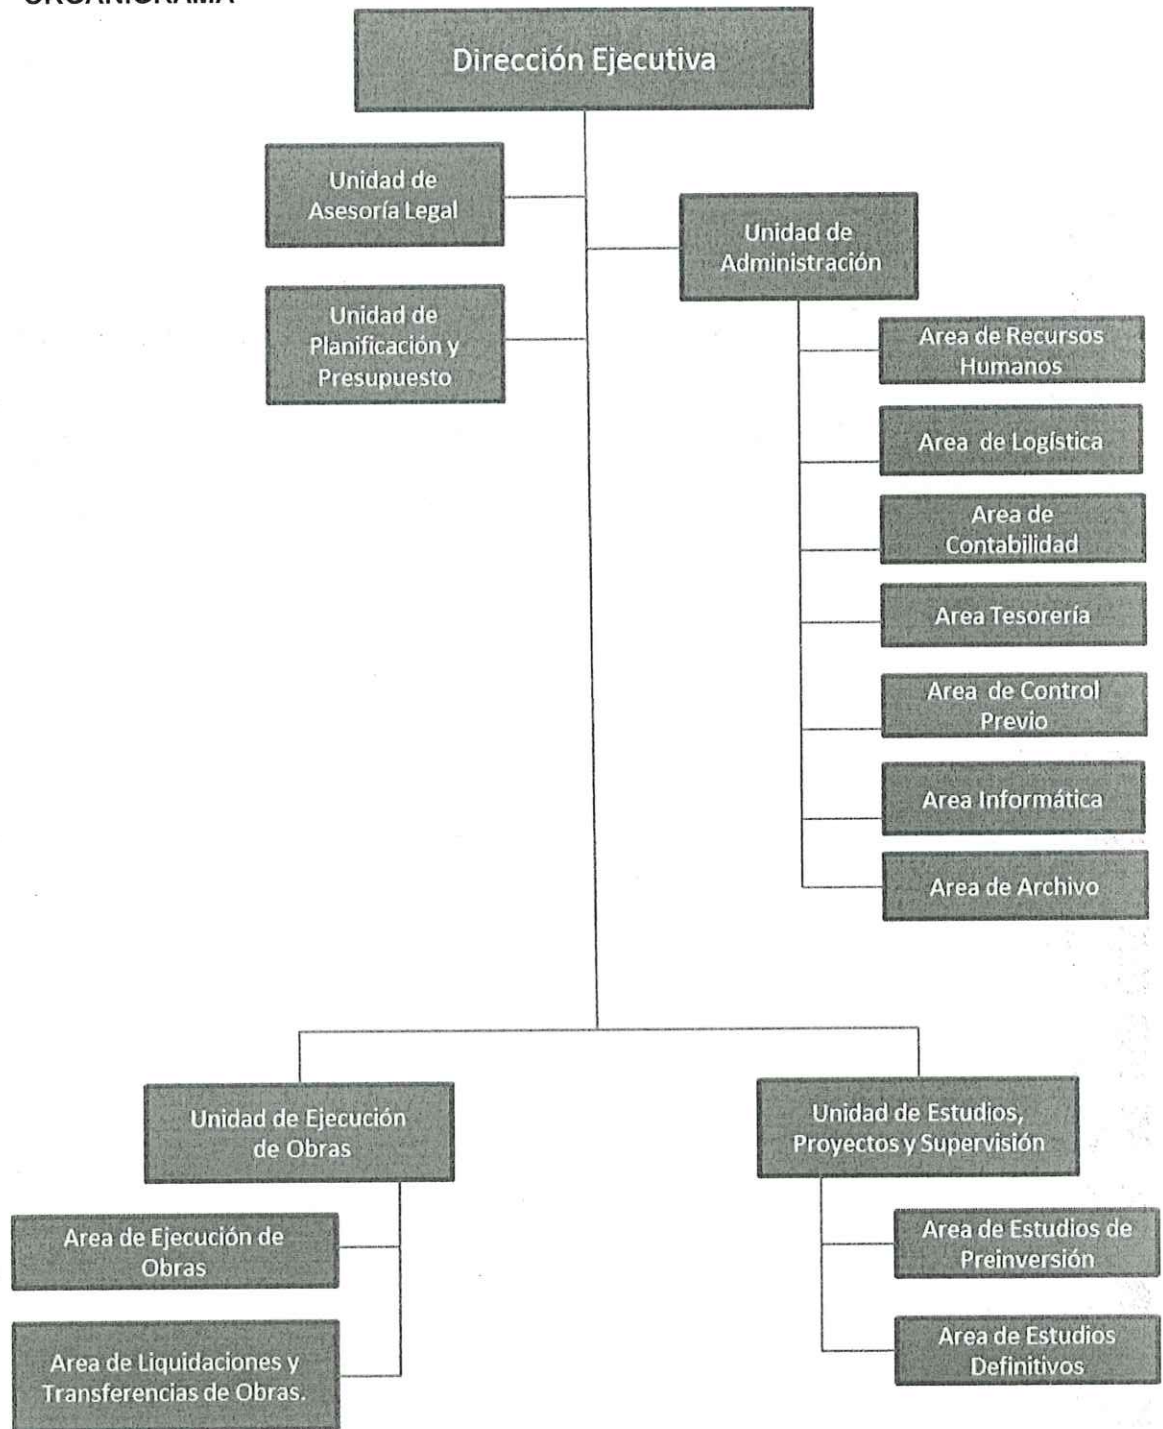 ORGANIGRAMA
Dirección Ejecutiva
Unidad de
Asesoría Legal
Unidad de
Administración
Unidad de
Planificación y
Presupuesto
Area de Recursos
Humanos
Area de Logística
Area de
Contabilidad
Area Tesorería
Area de Control
Previo
Area Informática
Area de Archivo
Unidad de Ejecución
de Obras
Unidad de Estudios,
Proyectos y Supervisión
Area de Ejecución de
Obras
Area de Liquidaciones y
Transferencias de Obras.
Area de Estudios de
Preinversión
Area de Estudios
Definitivos